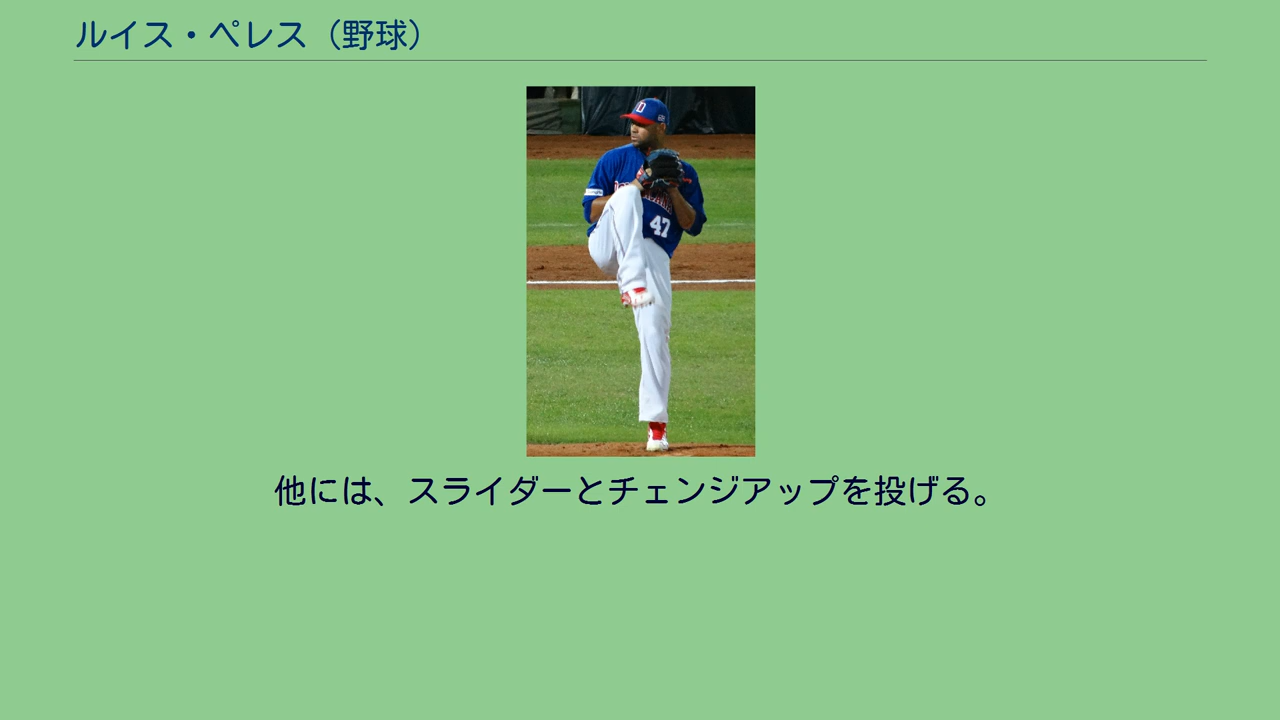 ルイス・ペレス（野球）
D
47
他には、スライダーとチェンジアップを投げる。